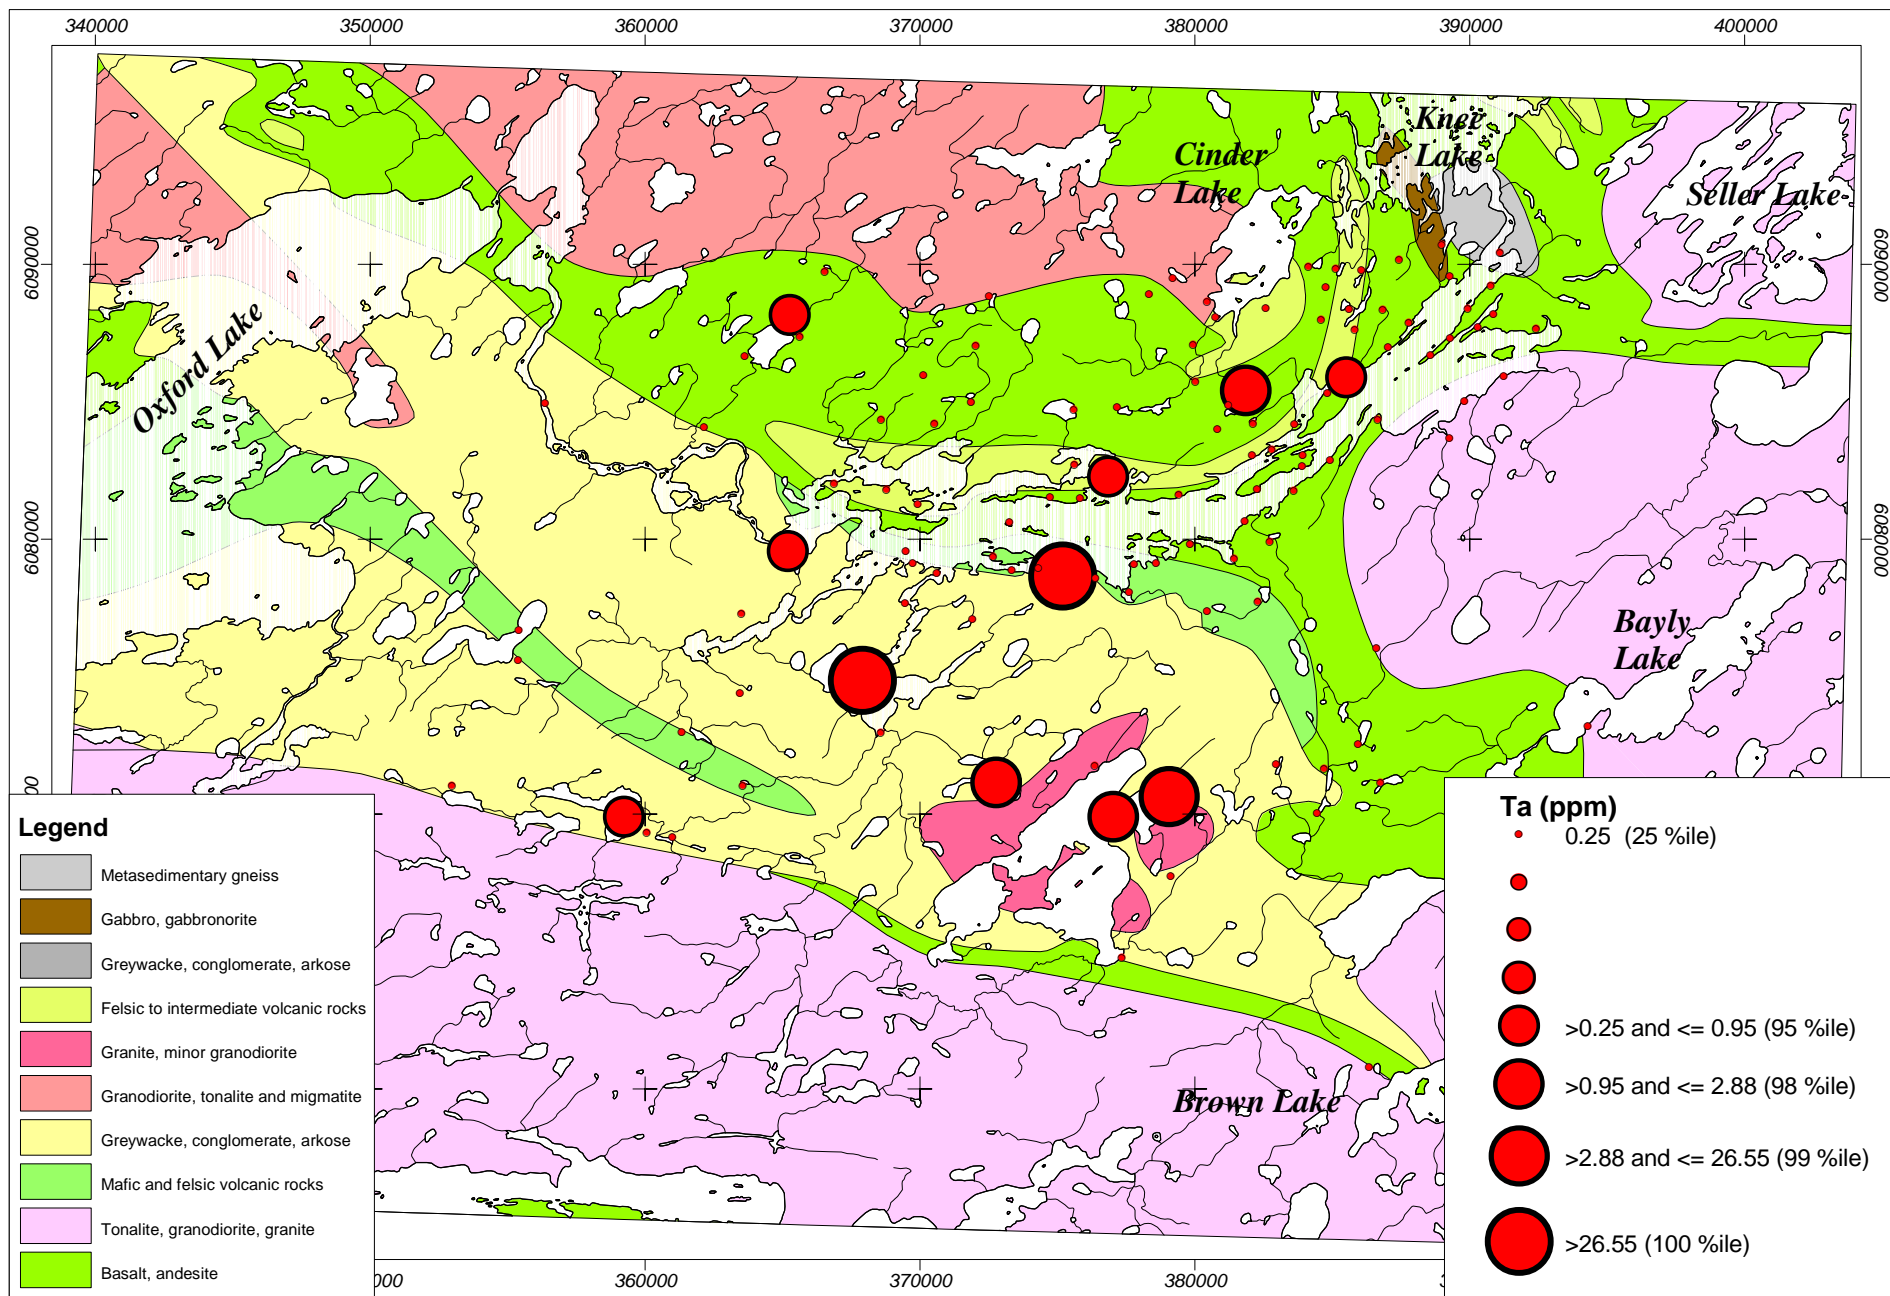 340000 350000 360000 370000 380000 390000 400000
Knee
Lake
Cinder
Lake
Seller Lake
6090000
6090000
Oxford Lake
6080000
6080000
Bayly
Lake
Brown Lake
Legend
Metasedimentary gneiss
Gabbro, gabbronorite
Greywacke, conglomerate, arkose
Felsic to intermediate volcanic rocks
Granite, minor granodiorite
Granodiorite, tonalite and migmatite
Greywacke, conglomerate, arkose
Mafic and felsic volcanic rocks
Tonalite, granodiorite, granite
Basalt, andesite
Ta (ppm)
0.25 (25 %ile)
>0.25 and <= 0.95 (95 %ile)
>0.95 and <= 2.88 (98 %ile)
>2.88 and <= 26.55 (99 %ile)
>26.55 (100 %ile)
360000 370000 380000